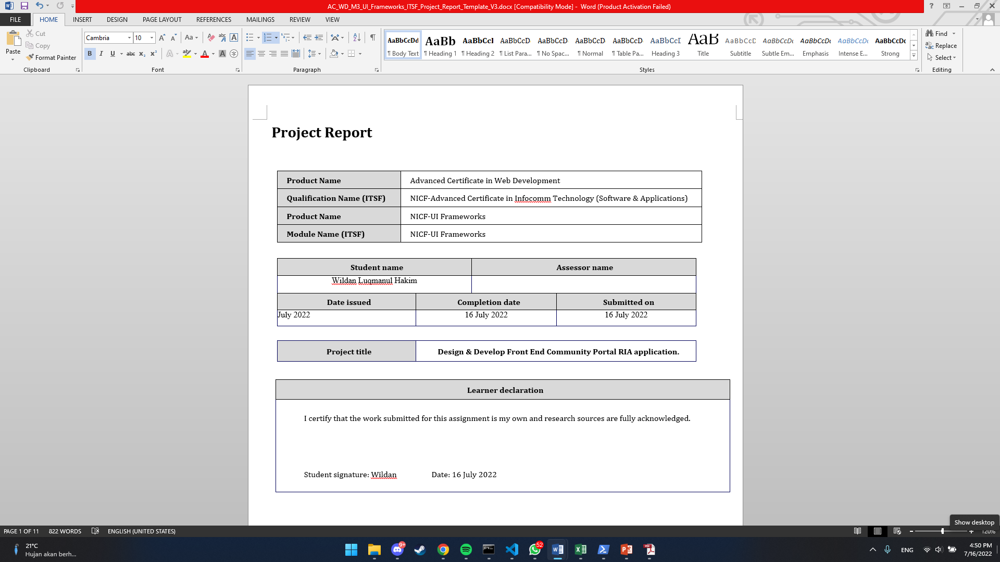 AC_WD_M3_UI_Frameworks_ITSF_Project_Report_Template_V3.docx [Compatibility Mode] - Word (Product Activation Failed)
FILE HOME INSERT DESIGN PAGE LAYOUT REFERENCES MAILINGS REVIEW VIEW
Paste
Cut
Copy
Format Painter
Clipboard
Cambria 10
Font
Paragraph
AaBbCcDd AaBb AaBbCcI AaBbCcD AaBbCcD AaBbCcD AaBbCcD AaBbCcI AaB AaBbCcD AaBbCcDc AaBbCcDc AaBbCcDc AaBbCcDc
¶ Body Text ¶ Heading 1 ¶ Heading 2 ¶ List Para... ¶ No Spac... ¶ Normal ¶ Table Pa... Heading 3 Title Subtitle Subtle Em... Emphasis Intense E... Strong
Styles
Find
Replace
Select
Editing
Project Report
Product Name Advanced Certificate in Web Development
Qualification Name (ITSF) NICF-Advanced Certificate in Infocomm Technology (Software & Applications)
Product Name NICF-UI Frameworks
Module Name (ITSF) NICF-UI Frameworks
Student name Assessor name
Wildan Luqmanul Hakim
Date issued Completion date Submitted on
July 2022 16 July 2022 16 July 2022
Project title Design & Develop Front End Community Portal RIA application.
Learner declaration
I certify that the work submitted for this assignment is my own and research sources are fully acknowledged.
Student signature: Wildan Date: 16 July 2022
Show desktop
PAGE 1 OF 11 822 WORDS ENGLISH (UNITED STATES) 120%
21°C
Hujan akan berh...
9+
52
ENG
4:50 PM
7/16/2022